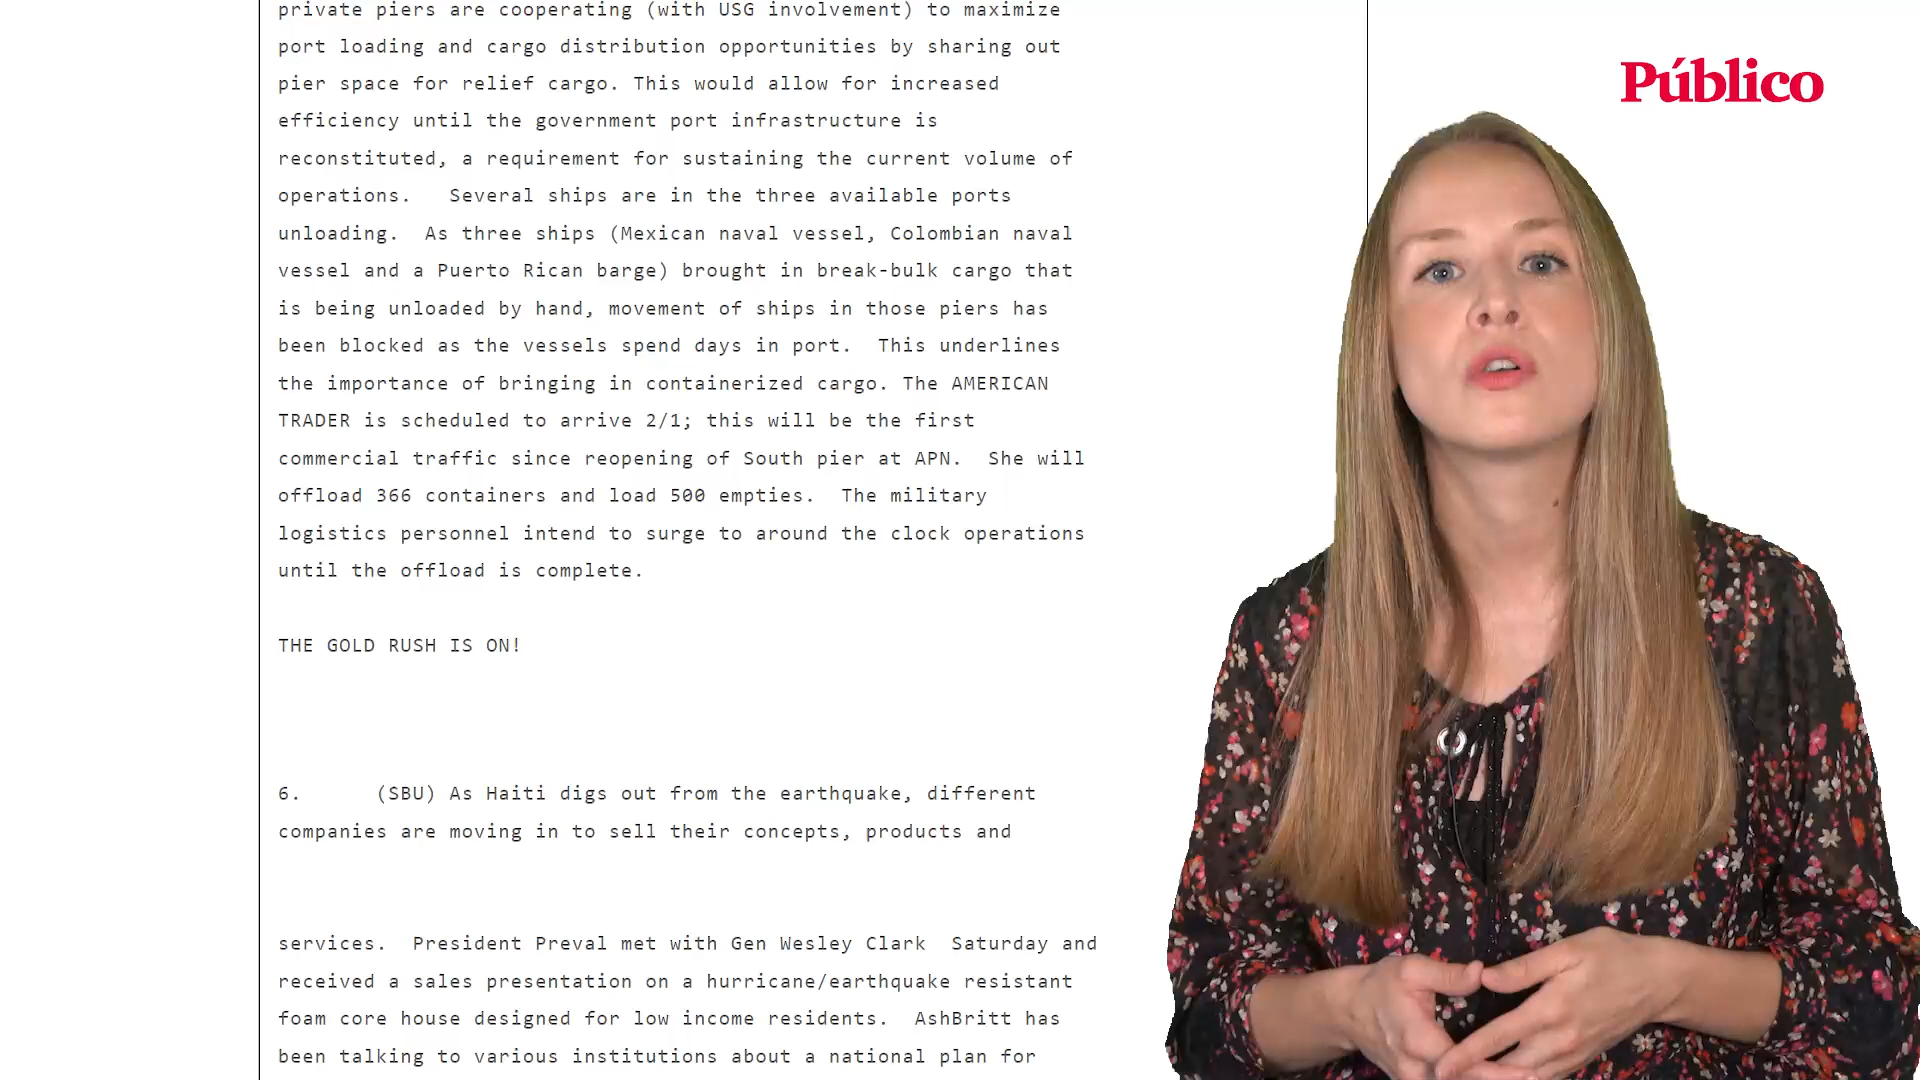 private piers are cooperating (with USG involvement) to maximize
port loading and cargo distribution opportunities by sharing out
pier space for relief cargo. This would allow for increased
efficiency until the government port infrastructure is
reconstituted, a requirement for sustaining the current volume of
operations.   Several ships are in the three available ports
unloading.  As three ships (Mexican naval vessel, Colombian naval
vessel and a Puerto Rican barge) brought in break-bulk cargo that
is being unloaded by hand, movement of ships in those piers has
been blocked as the vessels spend days in port.  This underlines
the importance of bringing in containerized cargo. The AMERICAN
TRADER is scheduled to arrive 2/1; this will be the first
commercial traffic since reopening of South pier at APN.  She will
offload 366 containers and load 500 empties.  The military
logistics personnel intend to surge to around the clock operations
until the offload is complete.
THE GOLD RUSH IS ON!
6.      (SBU) As Haiti digs out from the earthquake, different
companies are moving in to sell their concepts, products and
services.  President Preval met with Gen Wesley Clark  Saturday and
received a sales presentation on a hurricane/earthquake resistant
foam core house designed for low income residents.  AshBritt has
been talking to various institutions about a national plan for
Público